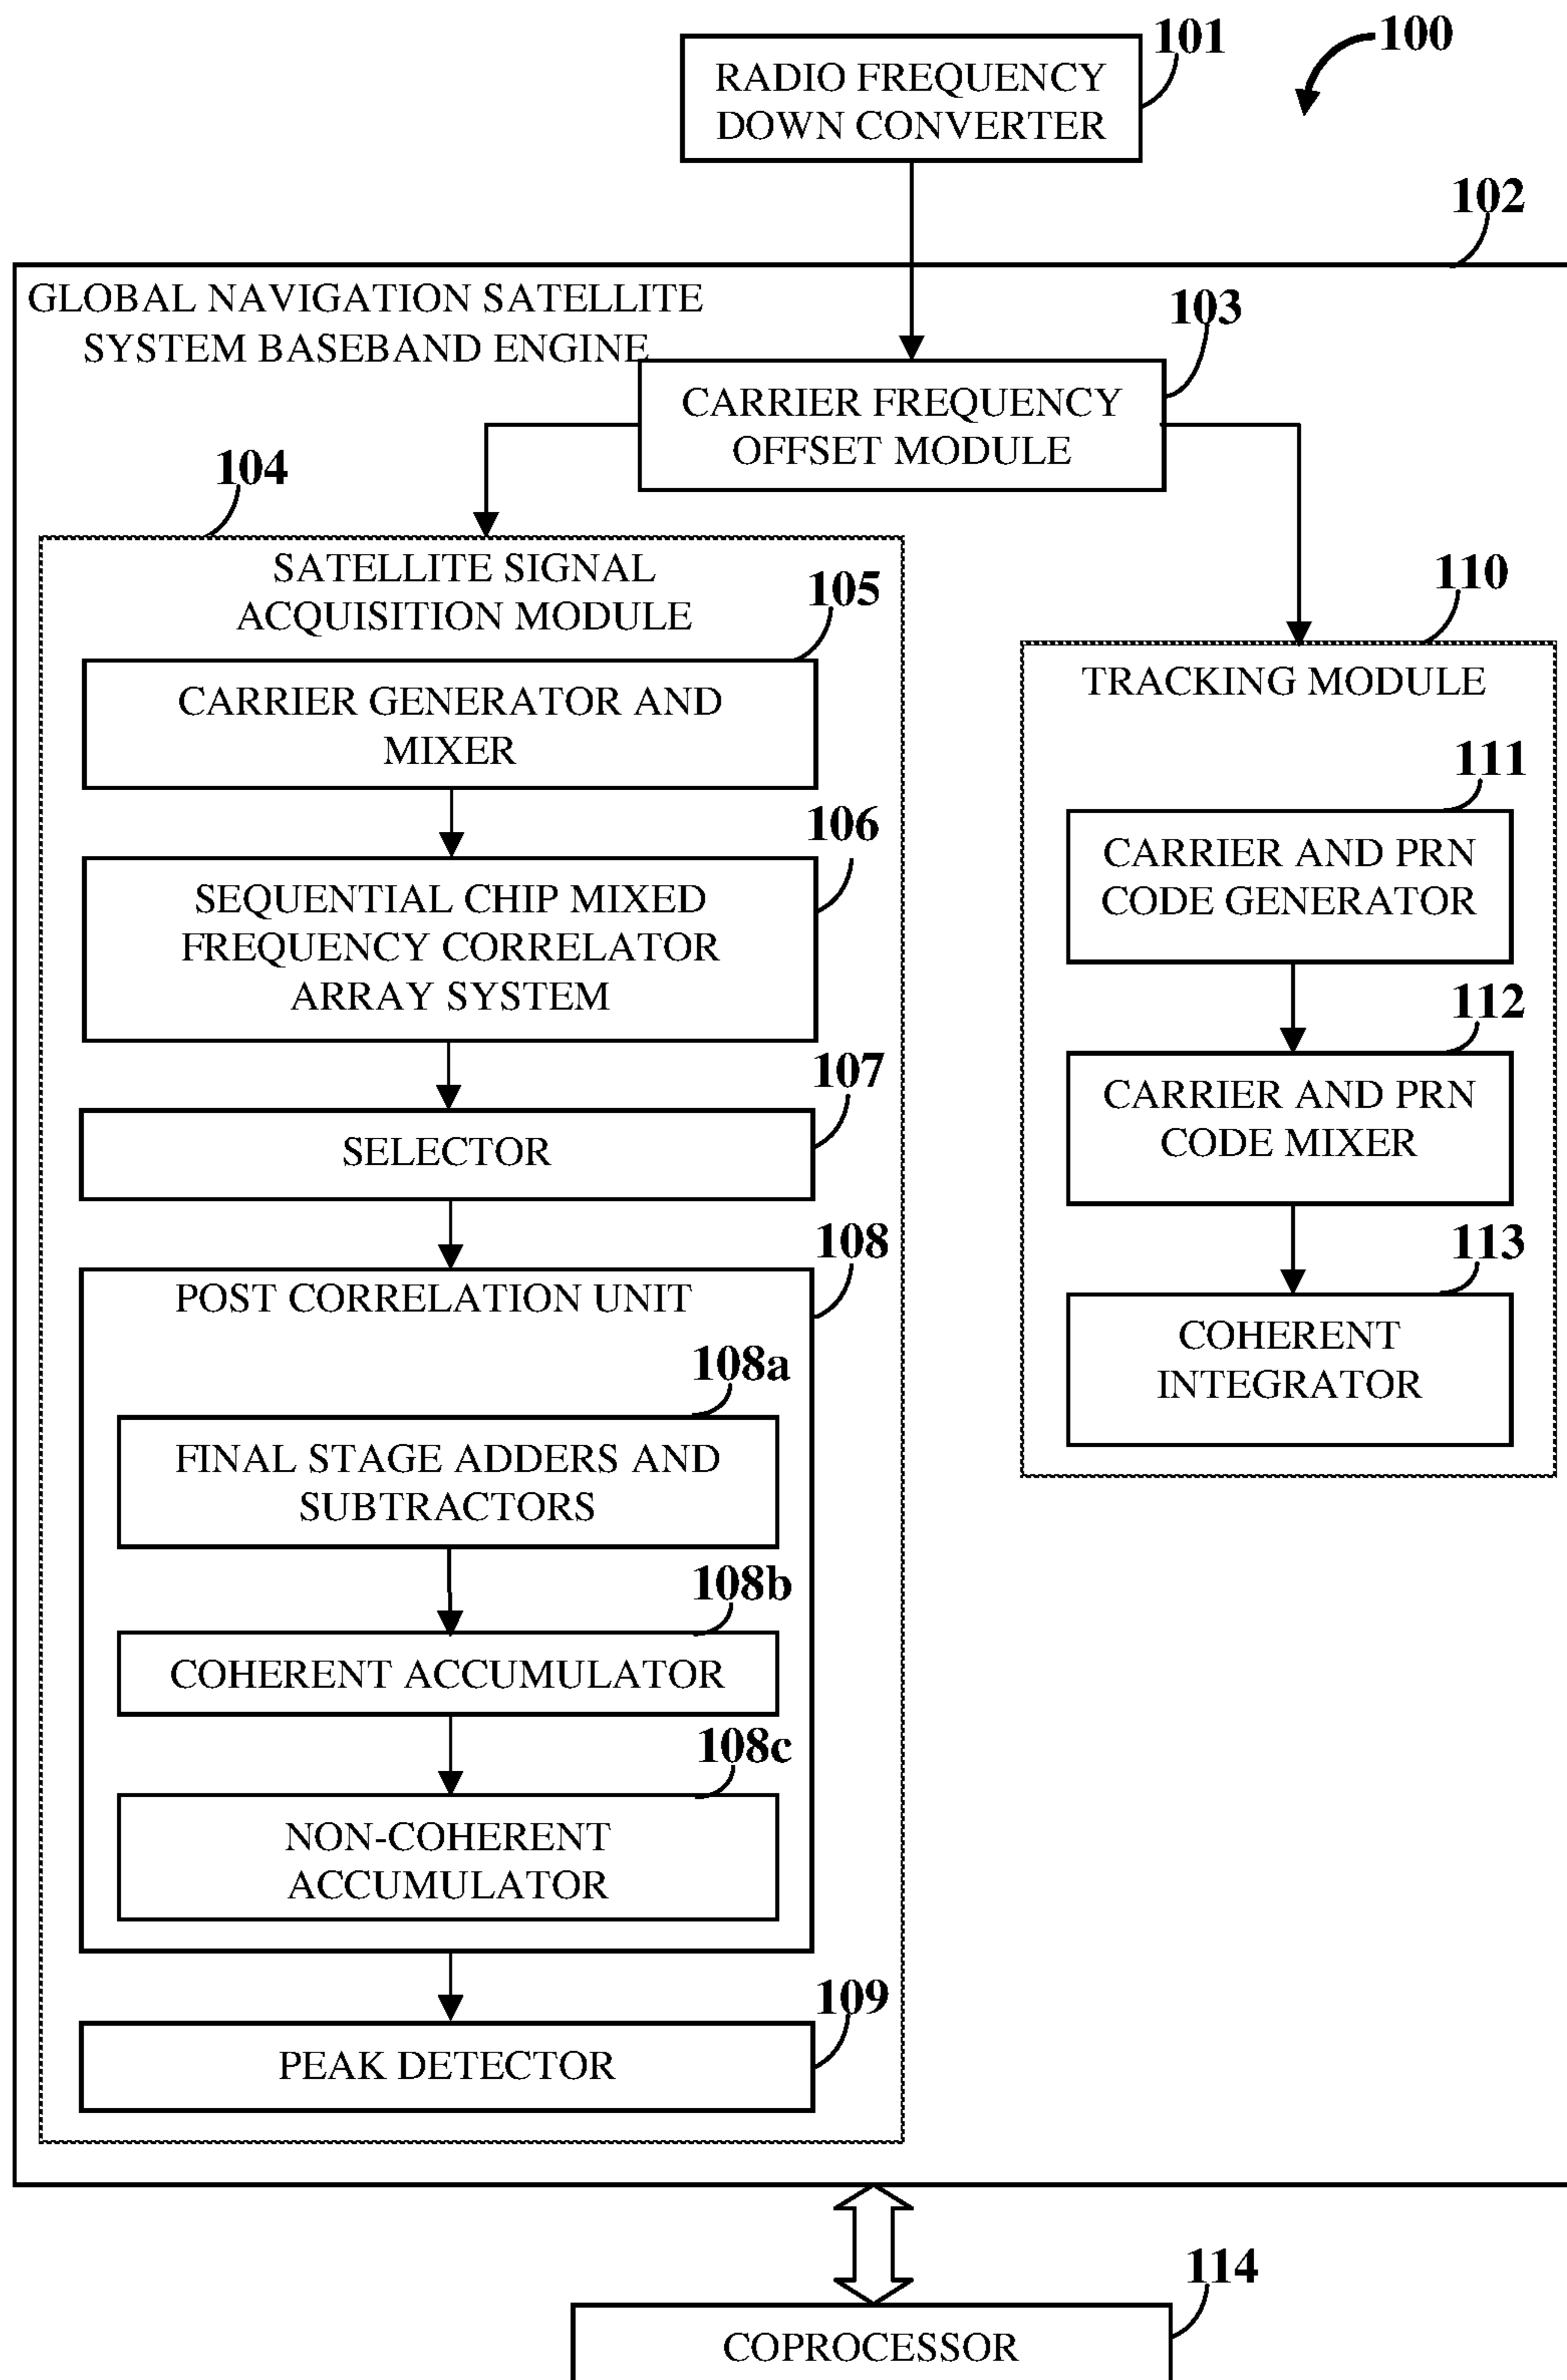 100
101
RADIO FREQUENCY
DOWN CONVERTER
102
GLOBAL NAVIGATION SATELLITE
SYSTEM BASEBAND ENGINE
103
CARRIER FREQUENCY
OFFSET MODULE
104
SATELLITE SIGNAL
ACQUISITION MODULE
105
CARRIER GENERATOR AND
MIXER
106
SEQUENTIAL CHIP MIXED
FREQUENCY CORRELATOR
ARRAY SYSTEM
107
SELECTOR
108
POST CORRELATION UNIT
108a
FINAL STAGE ADDERS AND
SUBTRACTORS
108b
COHERENT ACCUMULATOR
108c
NON-COHERENT
ACCUMULATOR
109
PEAK DETECTOR
110
TRACKING MODULE
111
CARRIER AND PRN
CODE GENERATOR
112
CARRIER AND PRN
CODE MIXER
113
COHERENT
INTEGRATOR
114
COPROCESSOR